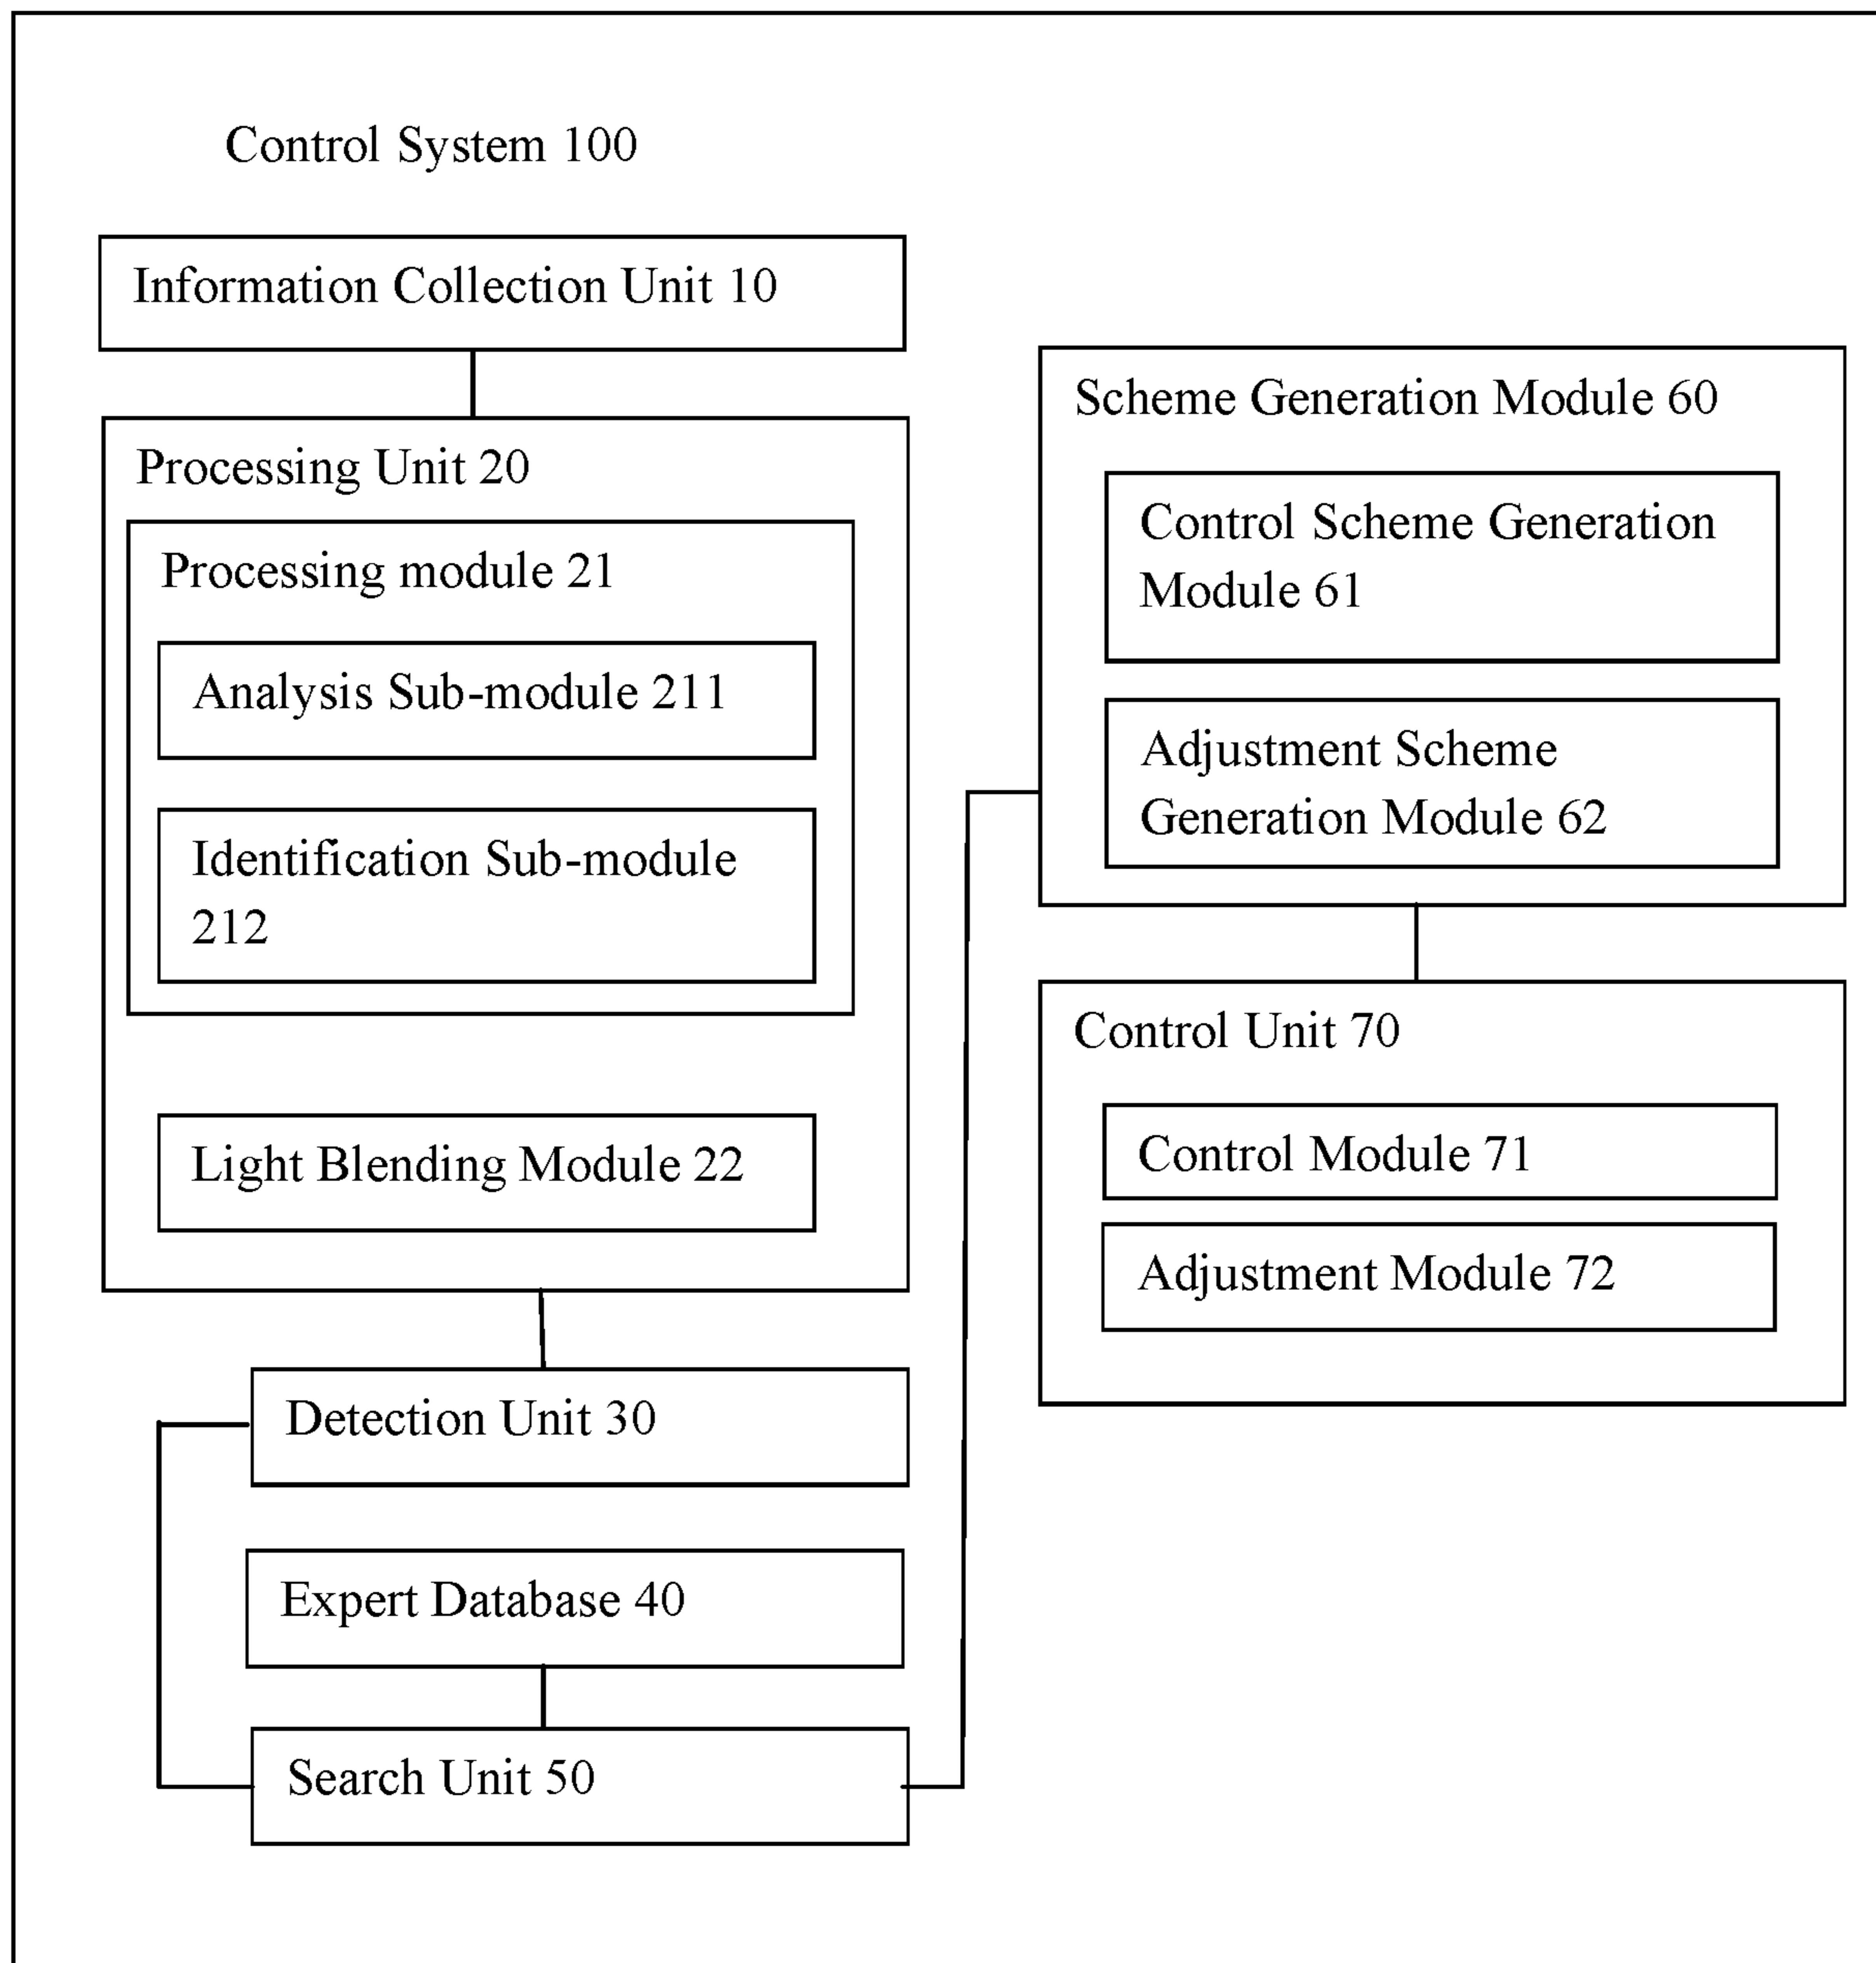 Control System 100
Information Collection Unit 10
Processing Unit 20
Processing module 21
Analysis Sub-module 211
Identification Sub-module
212
Light Blending Module 22
Detection Unit 30
Expert Database 40
Search Unit 50
Scheme Generation Module 60
Control Scheme Generation
Module 61
Adjustment Scheme
Generation Module 62
Control Unit 70
Control Module 71
Adjustment Module 72